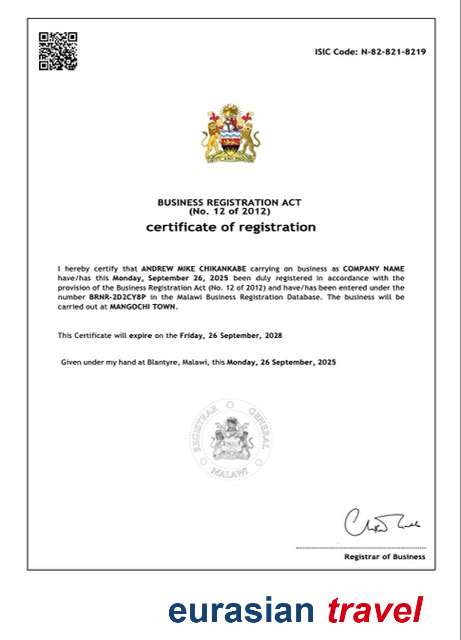 ISIC Code: N-82-821-8219
BUSINESS REGISTRATION ACT
(No. 12 of 2012)
certificate of registration
I hereby certify that ANDREW MIKE CHIKANKABE carrying on business as COMPANY NAME
have/has this Monday, September 26, 2025 been duly registered in accordance with the
provision of the Business Registration Act (No. 12 of 2012) and have/has been entered under the
number BRNR-2D2CY8P in the Malawi Business Registration Database. The business will be
carried out at MANGOCHI TOWN.
This Certificate will expire on the Friday, 26 September, 2028
Given under my hand at Blantyre, Malawi, this Monday, 26 September, 2025
REGISTRAR GENERAL
MALAWI
Registrar of Business
eurasian travel